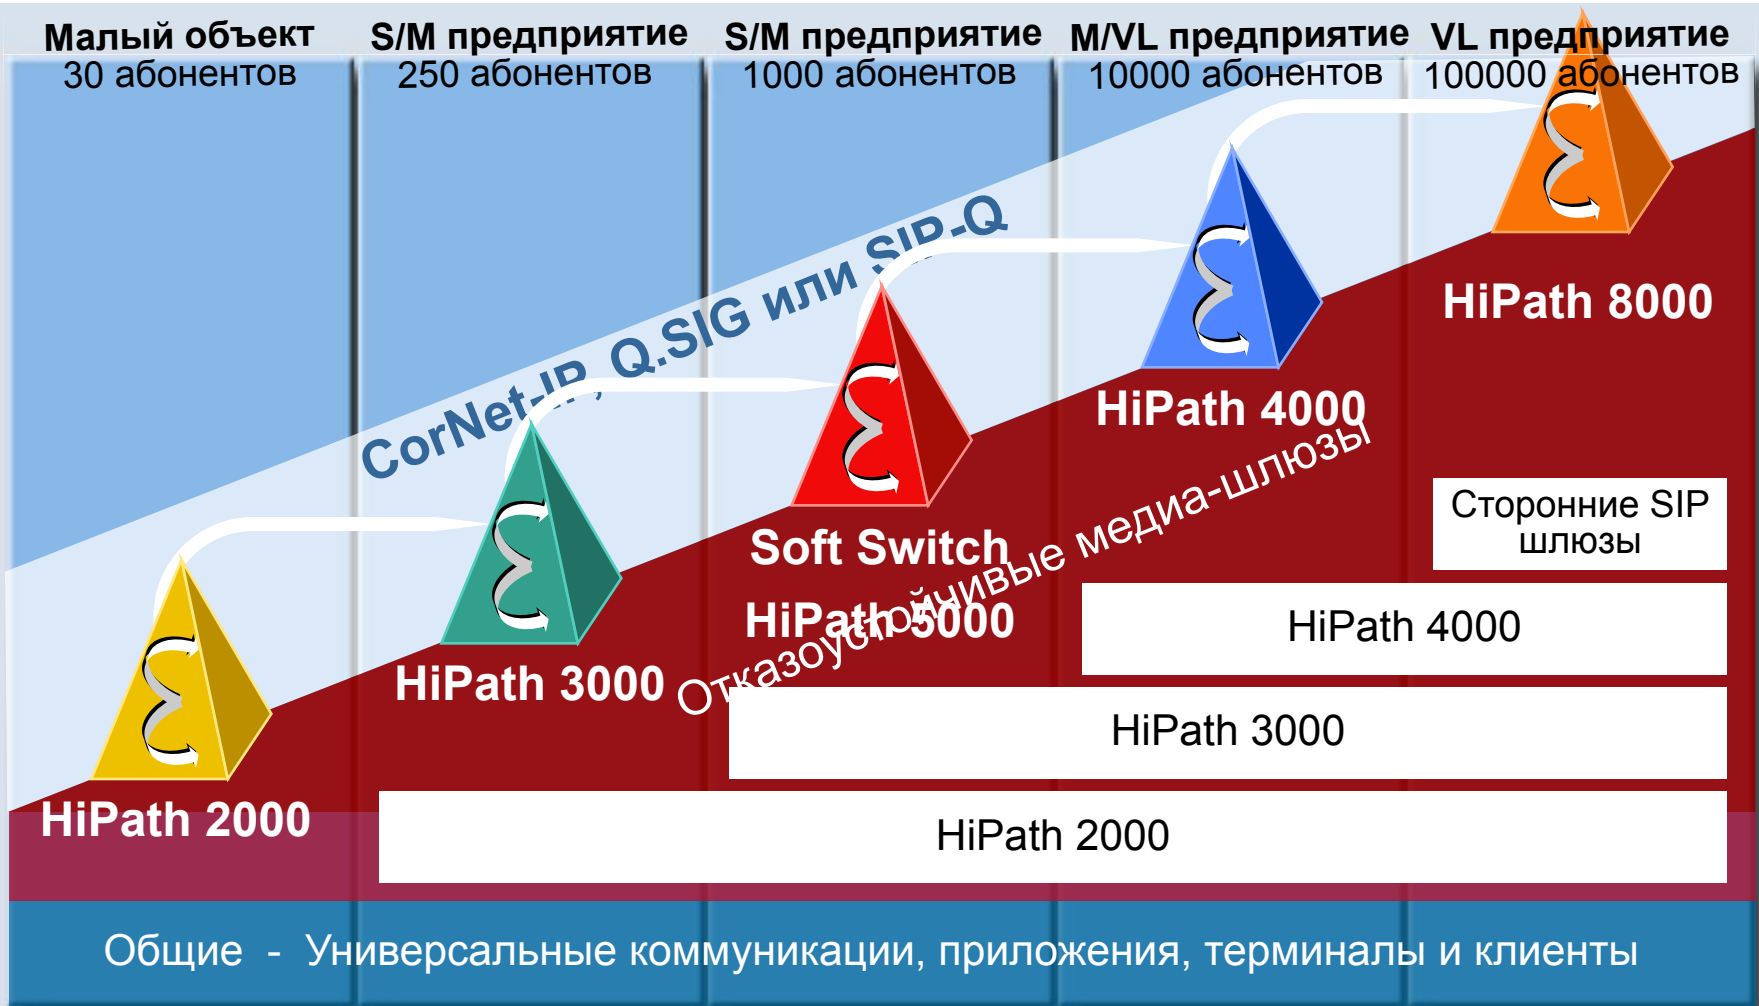 Малый объект
30 абонентов
S/M предприятие
250 абонентов
S/M предприятие
1000 абонентов
M/VL предприятие
10000 абонентов
VL предприятие
100000 абонентов
CorNet-IP, Q.SIG или SIP-Q
HiPath 8000
HiPath 4000
Soft Switch
HiPath 5000
HiPath 3000
HiPath 2000
Отказоустойчивые медиа-шлюзы
Сторонние SIP
шлюзы
HiPath 4000
HiPath 3000
HiPath 2000
Общие - Универсальные коммуникации, приложения, терминалы и клиенты